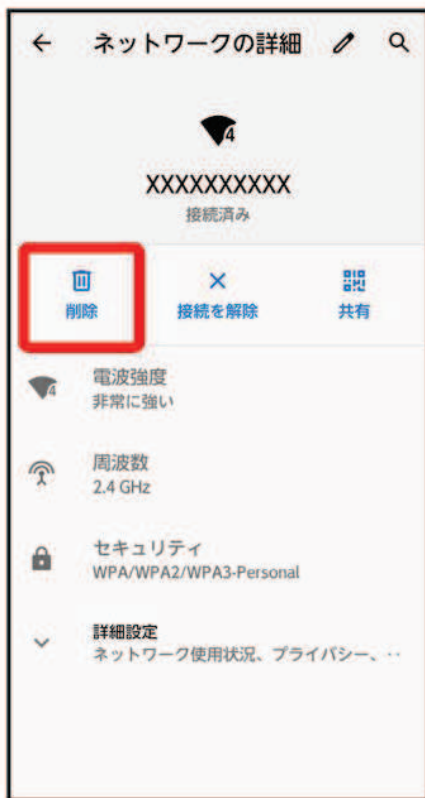 ネットワークの詳細
4
XXXXXXXXXX
接続済み
削除
接続を解除
共有
4
電波強度
非常に強い
周波数
2.4 GHz
セキュリティ
WPA/WPA2/WPA3-Personal
詳細設定
ネットワーク使用状況、プライバシー、··